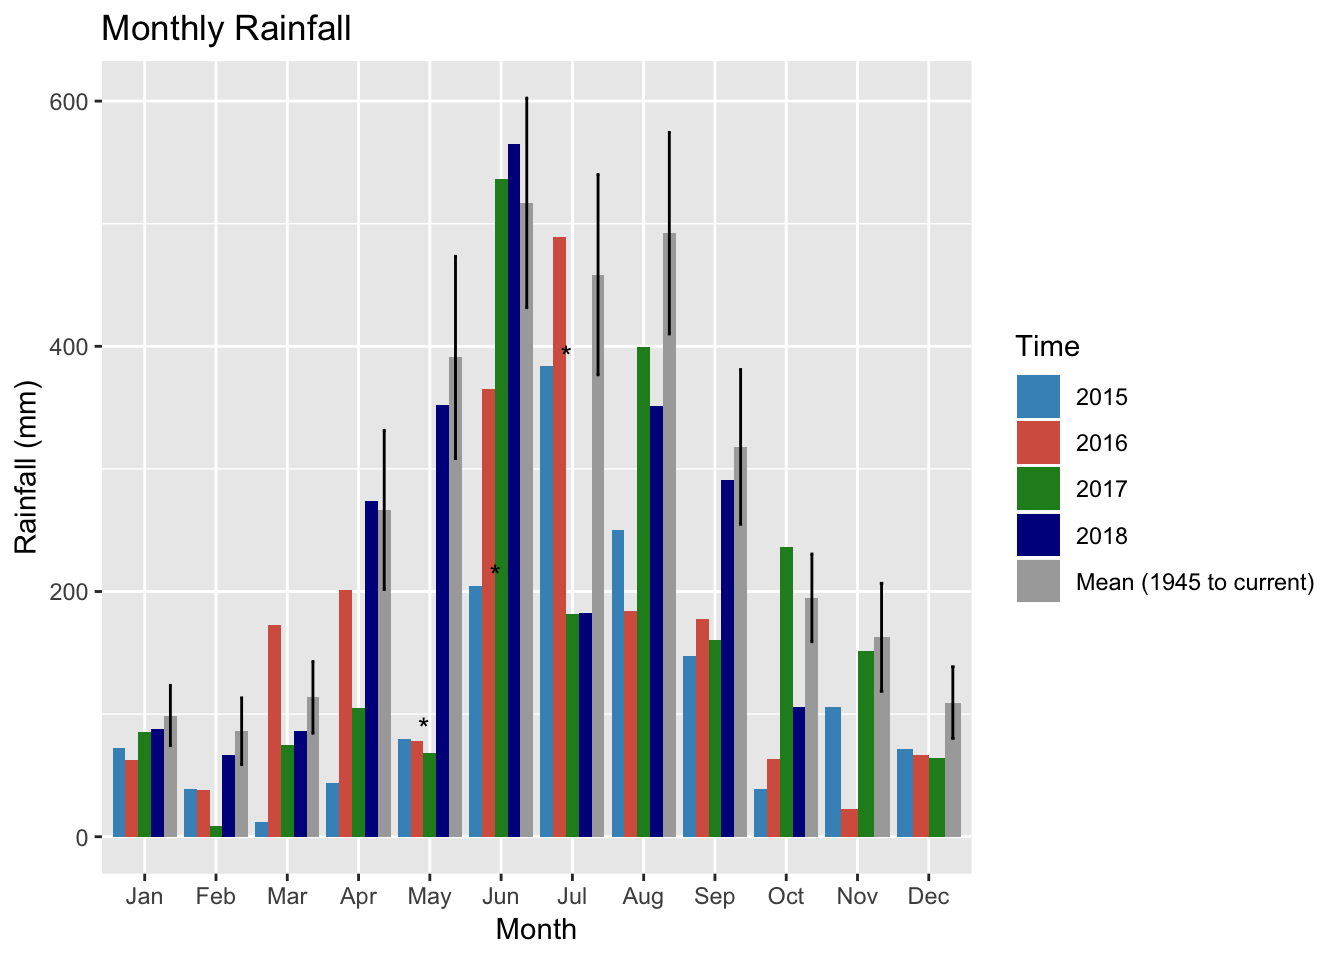 Monthly Rainfall
600
400
200
0
Rainfall (mm)
*
*
*
Jan Feb Mar Apr May Jun Jul Aug Sep Oct Nov Dec
Month
Time
2015
2016
2017
2018
Mean (1945 to current)